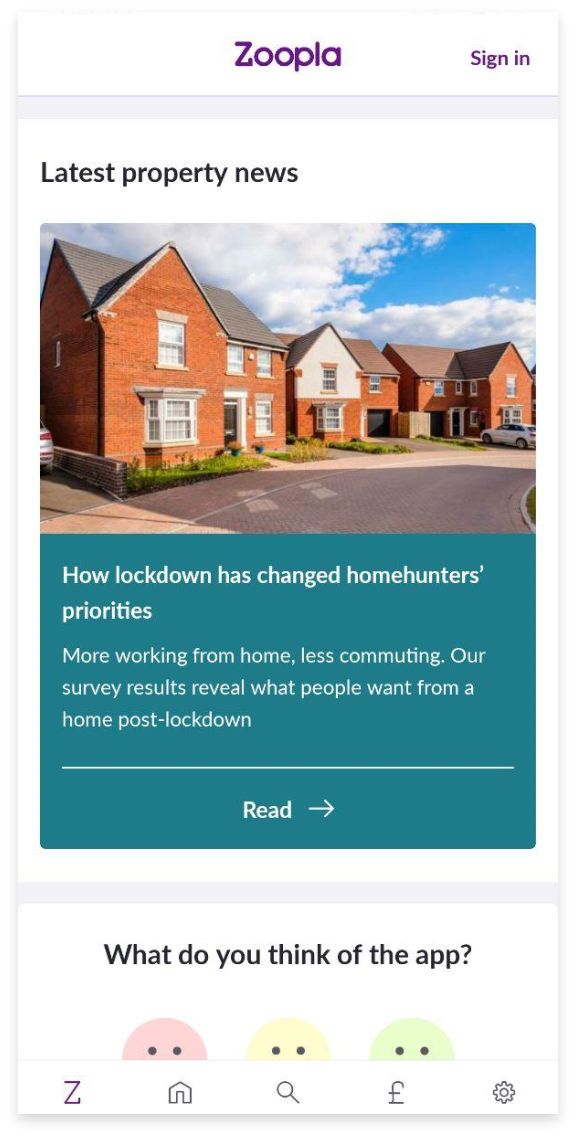 Zoopla
Sign in
Latest property news
How lockdown has changed homehunters’
priorities
More working from home, less commuting. Our
survey results reveal what people want from a
home post-lockdown
Read →
What do you think of the app?
Z
£